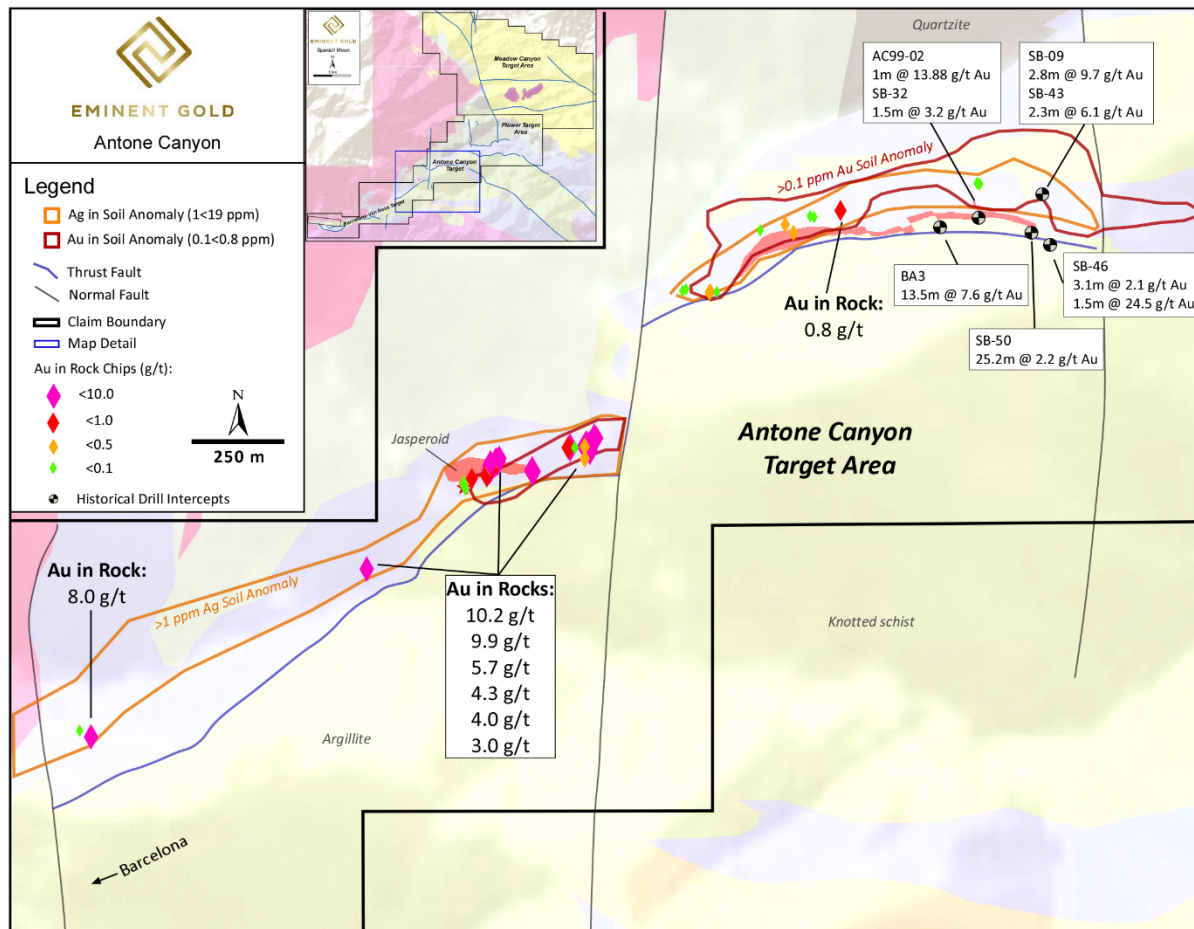 EMINENT GOLD
Antone Canyon
Legend
Ag in Soil Anomaly (1<19 ppm)
Au in Soil Anomaly (0.1<0.8 ppm)
Thrust Fault
Normal Fault
Claim Boundary
Map Detail
Au in Rock Chips (g/t):
<10.0
<1.0
<0.5
<0.1
N
250 m
Historical Drill Intercepts
EMINENT GOLD
Spanish Moon
N
Meadow Canyon
Target Area
Flower Target
Area
Antone Canyon
Target
Barcelona Van Ness Target
Quartzite
AC99-02
1m @ 13.88 g/t Au
SB-32
1.5m @ 3.2 g/t Au
SB-09
2.8m @ 9.7 g/t Au
SB-43
2.3m @ 6.1 g/t Au
>0.1 ppm Au Soil Anomaly
BA3
13.5m @ 7.6 g/t Au
SB-46
3.1m @ 2.1 g/t Au
1.5m @ 24.5 g/t Au
SB-50
25.2m @ 2.2 g/t Au
Au in Rock:
0.8 g/t
Antone Canyon
Target Area
Jasperoid
Au in Rock:
8.0 g/t
>1 ppm Ag Soil Anomaly
Au in Rocks:
10.2 g/t
9.9 g/t
5.7 g/t
4.3 g/t
4.0 g/t
3.0 g/t
Knotted schist
Argillite
Barcelona